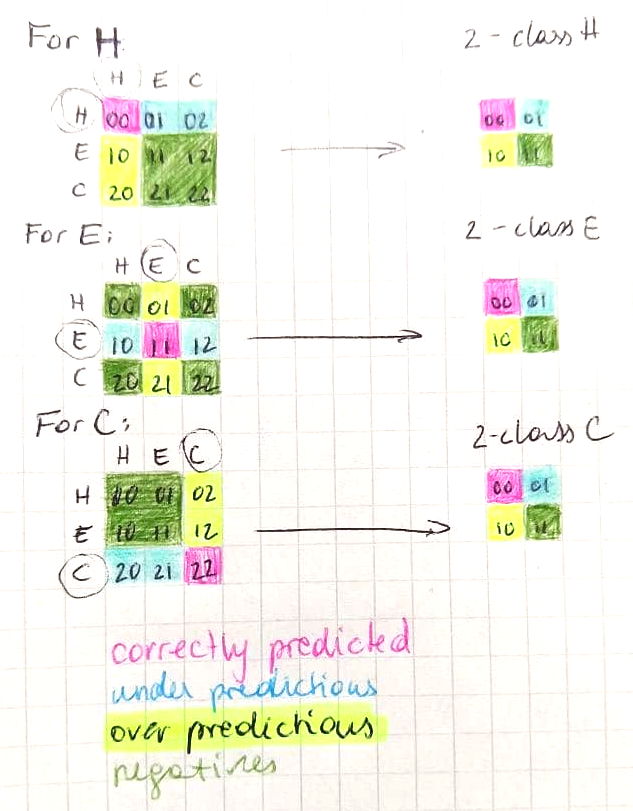 For H
2-class H
H E C
H 00 01 02
00 01
E 10 11 12
10 11
C 20 21 22
For E:
2-class E
H E C
H 00 01 02
00 01
E 10 11 12
10 11
C 20 21 22
For C:
2-class C
H E C
H 00 01 02
00 01
E 10 11 12
10 11
C 20 21 22
correctly predicted
under predictious
over predictious
negatives